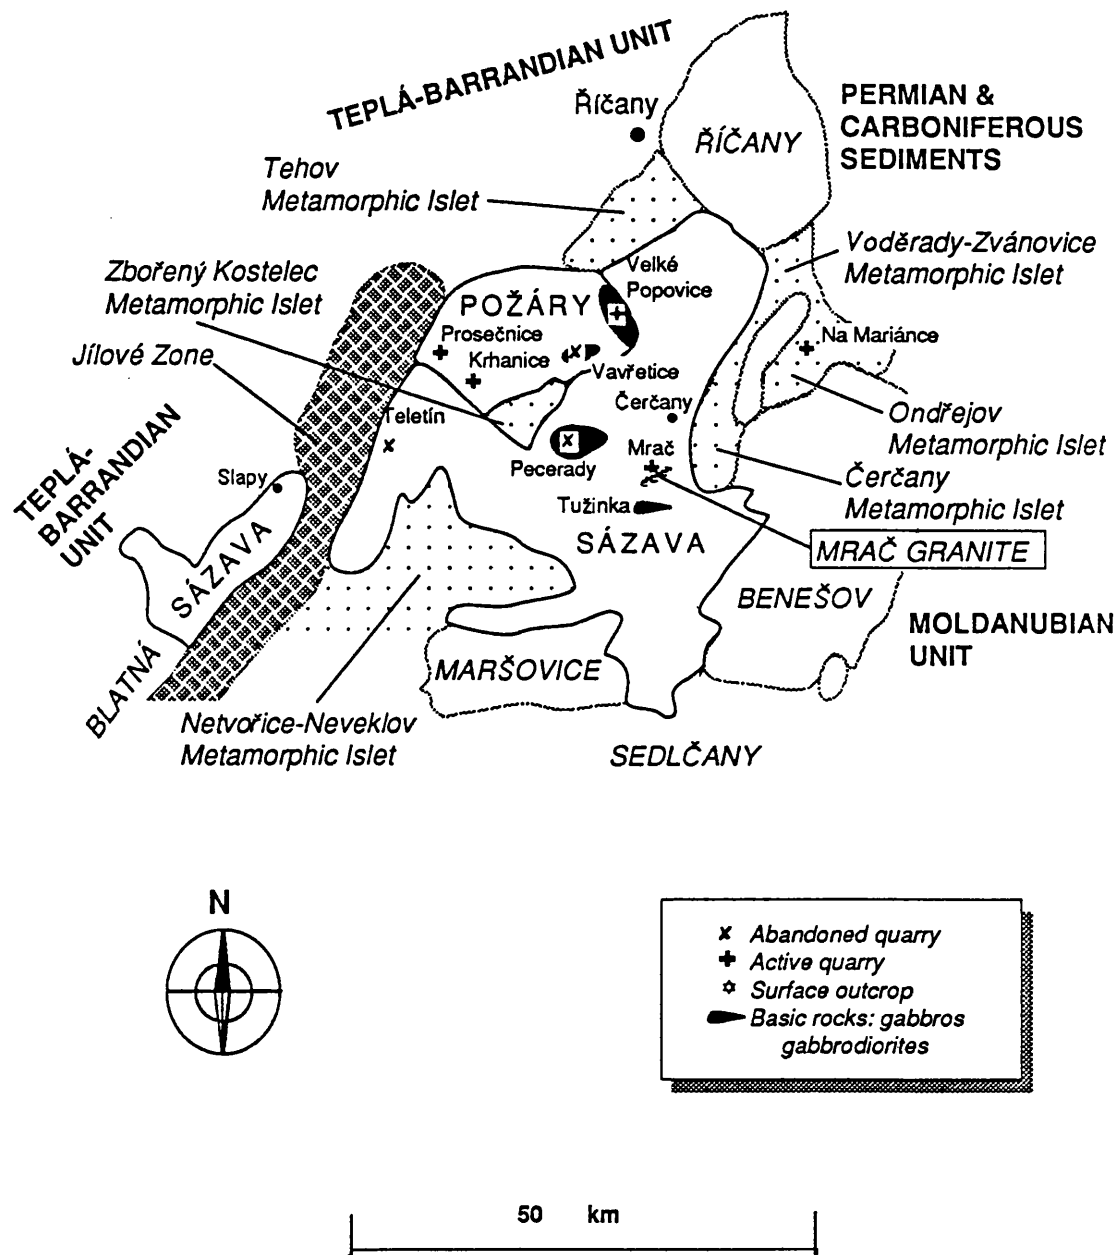 TEPLÁ-BARRANDIAN UNIT
Říčany
ŘÍČANY
PERMIAN &
CARBONIFEROUS
SEDIMENTS
Tehov
Metamorphic Islet
Voděrady-Zvánovice
Metamorphic Islet
Zbořený Kostelec
Metamorphic Islet
Velké
Popovice
POŽÁRY
Prosečnice
Krhanice
Na Mariánce
Jílové Zone
Vavřetice
Teletín
Čerčany
Ondřejov
Metamorphic Islet
TEPLÁ-
BARRANDIAN
UNIT
Slapy
Pecerady
Mrač
Čerčany
Metamorphic Islet
Tužinka
SÁZAVA
SÁZAVA
MRAČ GRANITE
BENEŠOV
MOLDANUBIAN
UNIT
BLATNÁ
MARŠOVICE
Netvořice-Neveklov
Metamorphic Islet
SEDLČANY
N
Abandoned quarry
Active quarry
Surface outcrop
Basic rocks: gabbros
gabbrodiorites
50 km